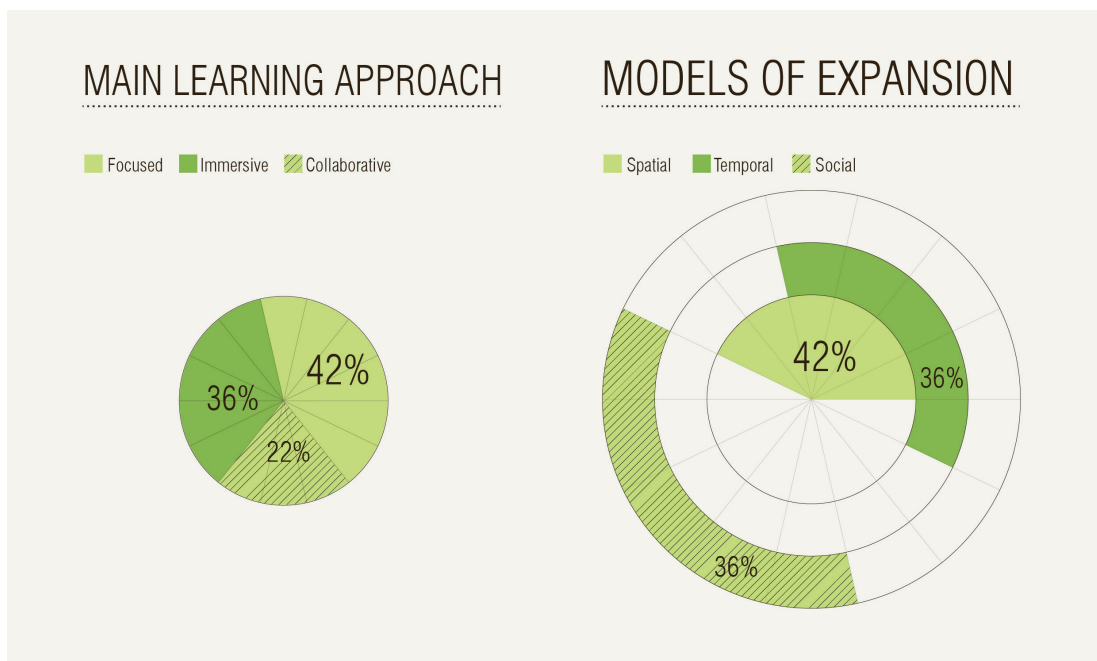 MAIN LEARNING APPROACH
Focused Immersive Collaborative
42%
36%
22%
MODELS OF EXPANSION
Spatial Temporal Social
42%
36%
36%